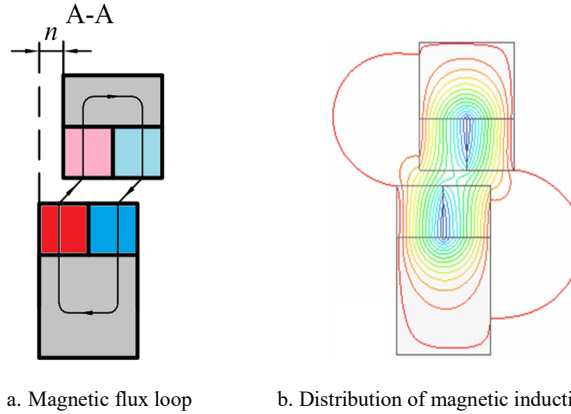 A-A
n
a. Magnetic flux loop
b. Distribution of magnetic inducti